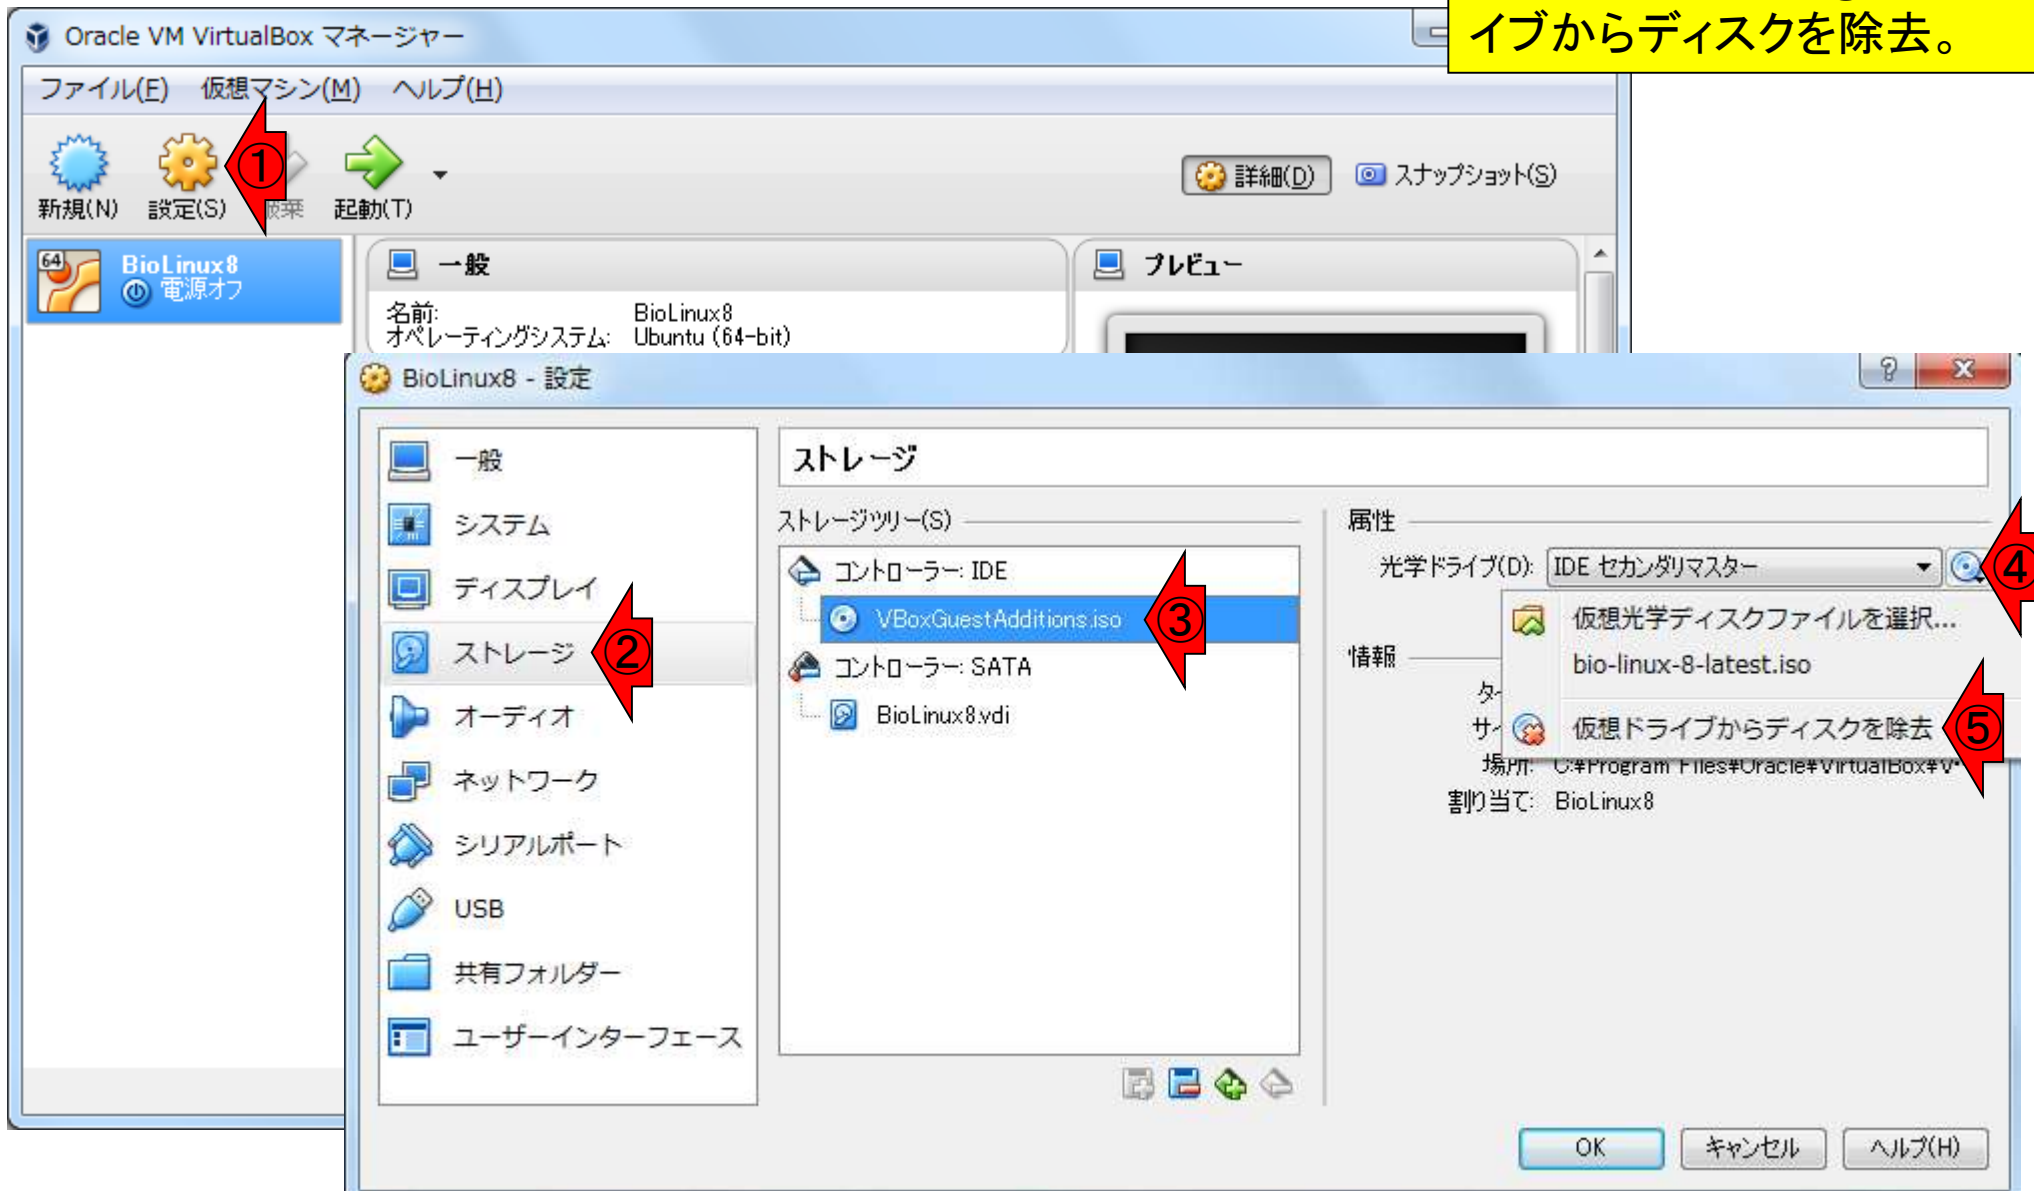 イブからディスクを除去。
Oracle VM VirtualBox マネージャー
ファイル(F) 仮想マシン(M) ヘルプ(H)
①
新規(N) 設定(S) 破棄 起動(T)
詳細(D) スナップショット(S)
64
BioLinux8
電源オフ
一般
名前: BioLinux8
オペレーティングシステム: Ubuntu (64-bit)
プレビュー
BioLinux8 - 設定
一般
システム
ディスプレイ
ストレージ
②
オーディオ
ネットワーク
シリアルポート
USB
共有フォルダー
ユーザーインターフェース
ストレージ
ストレージツリー(S)
コントローラー: IDE
VBoxGuestAdditions.iso
③
コントローラー: SATA
BioLinux8.vdi
属性
光学ドライブ(D): IDE セカンダリマスター
④
仮想光学ディスクファイルを選択...
bio-linux-8-latest.iso
仮想ドライブからディスクを除去
⑤
情報
場所: C:¥Program Files¥Oracle¥VirtualBox¥V
割り当て: BioLinux8
OK キャンセル ヘルプ(H)